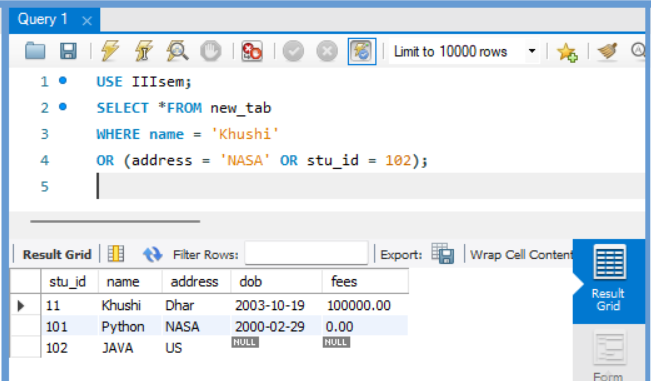 Query 1
Limit to 10000 rows
1 USE IIIsem;
2 SELECT *FROM new_tab
3 WHERE name = 'Khushi'
4 OR (address = 'NASA' OR stu_id = 102);
5
Result Grid Filter Rows: Export: Wrap Cell Content
stu_id name address dob fees
11 Khushi Dhar 2003-10-19 100000.00
101 Python NASA 2000-02-29 0.00
102 JAVA US NULL NULL
Result
Grid
Form